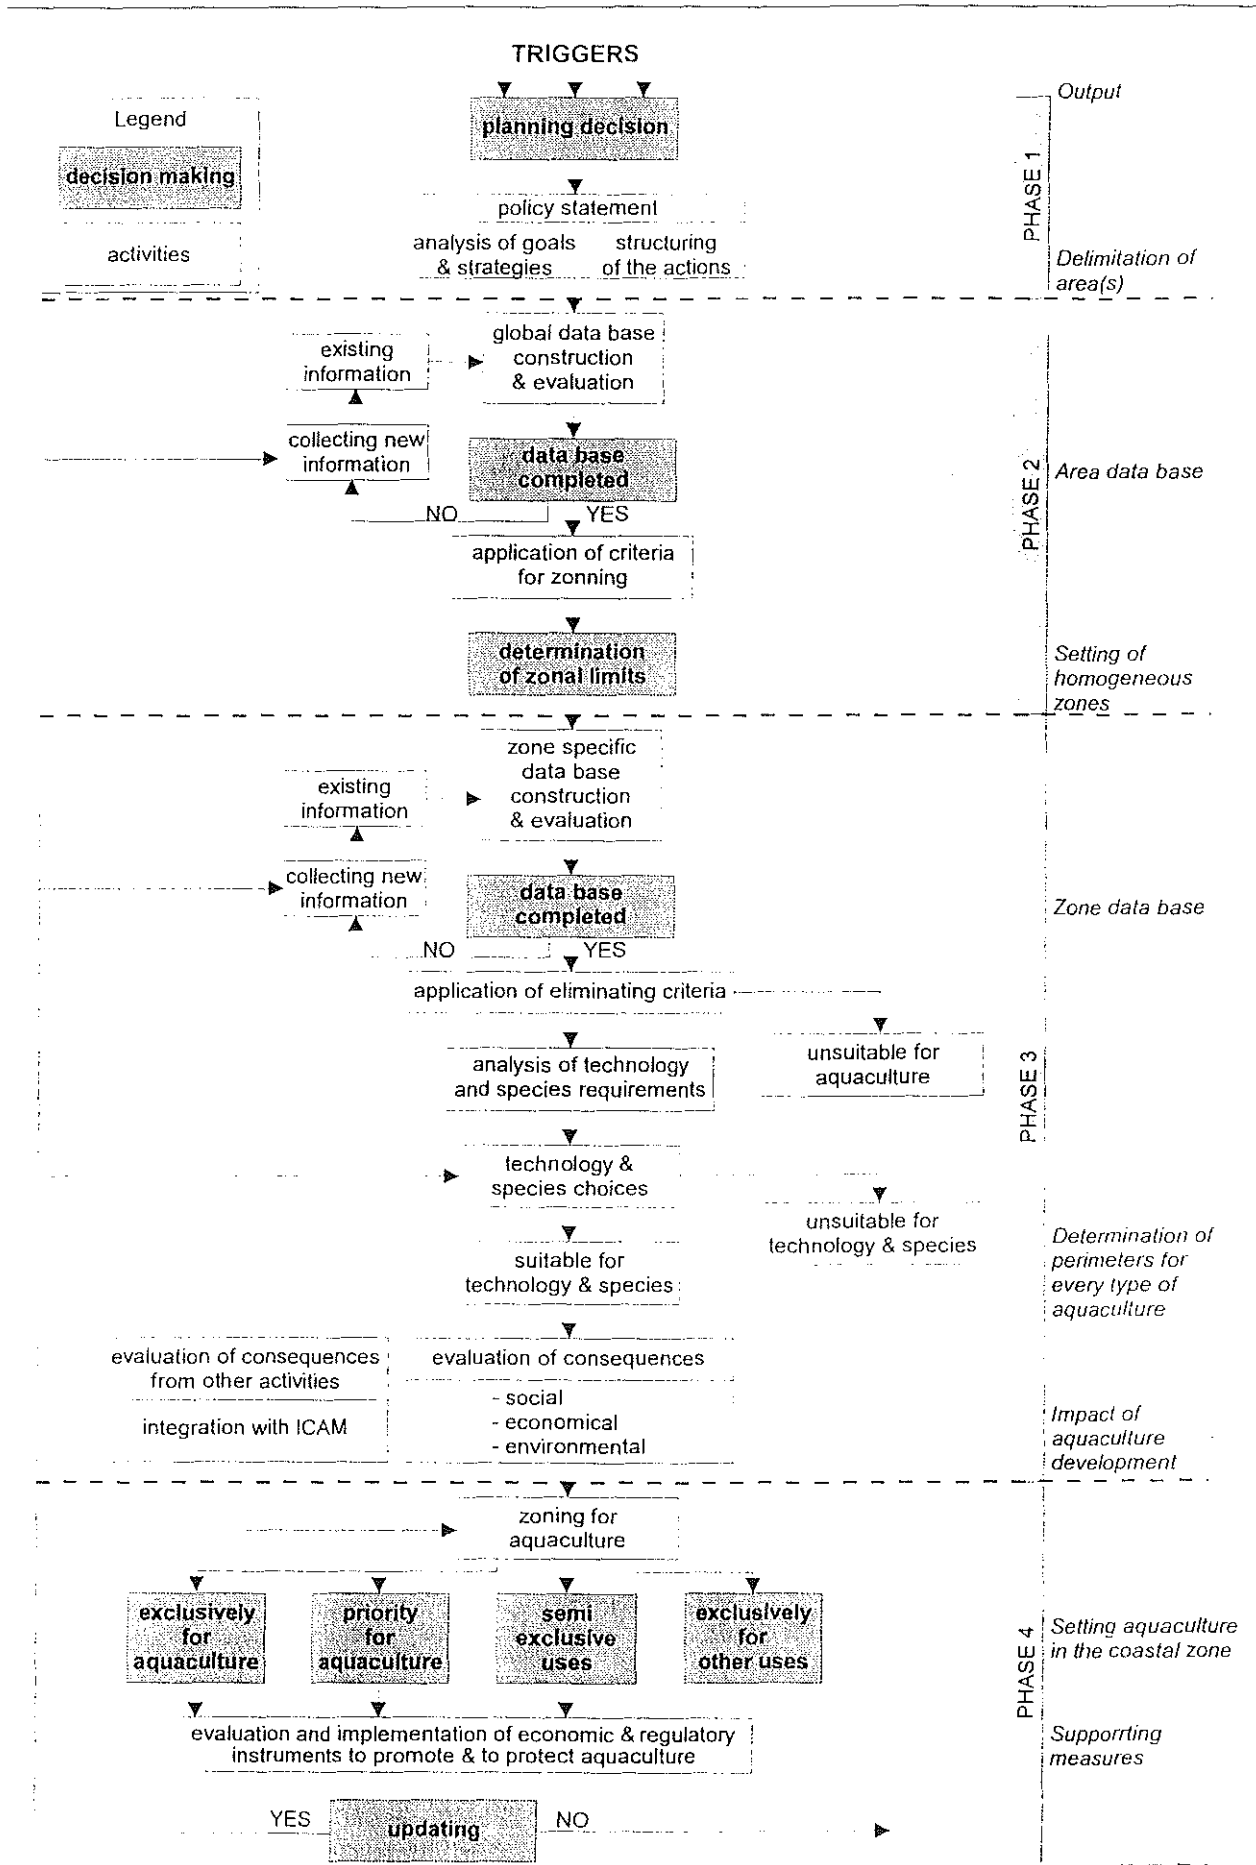 TRIGGERS
Output
Legend
planning decision
decision making
PHASE 1
policy statement
activities
analysis of goals
& strategies
structuring
of the actions
Delimitation of
area(s)
existing
information
global data base
construction
& evaluation
collecting new
information
data base
completed
PHASE 2
Area data base
NO
YES
application of criteria
for zonning
determination
of zonal limits
Setting of
homogeneous
zones
zone specific
data base
construction
& evaluation
existing
information
collecting new
information
data base
completed
Zone data base
NO
YES
application of eliminating criteria
analysis of technology
and species requirements
unsuitable for
aquaculture
PHASE 3
technology &
species choices
unsuitable for
technology & species
suitable for
technology & species
Determination of
perimeters for
every type of
aquaculture
evaluation of consequences
from other activities
integration with ICAM
evaluation of consequences
- social
- economical
- environmental
Impact of
aquaculture
development
zoning for
aquaculture
exclusively
for
aquaculture
priority
for
aquaculture
semi
exclusive
uses
exclusively
for
other uses
PHASE 4
Setting aquaculture
in the coastal zone
evaluation and implementation of economic & regulatory
instruments to promote & to protect aquaculture
Supporrting
measures
YES
updating
NO